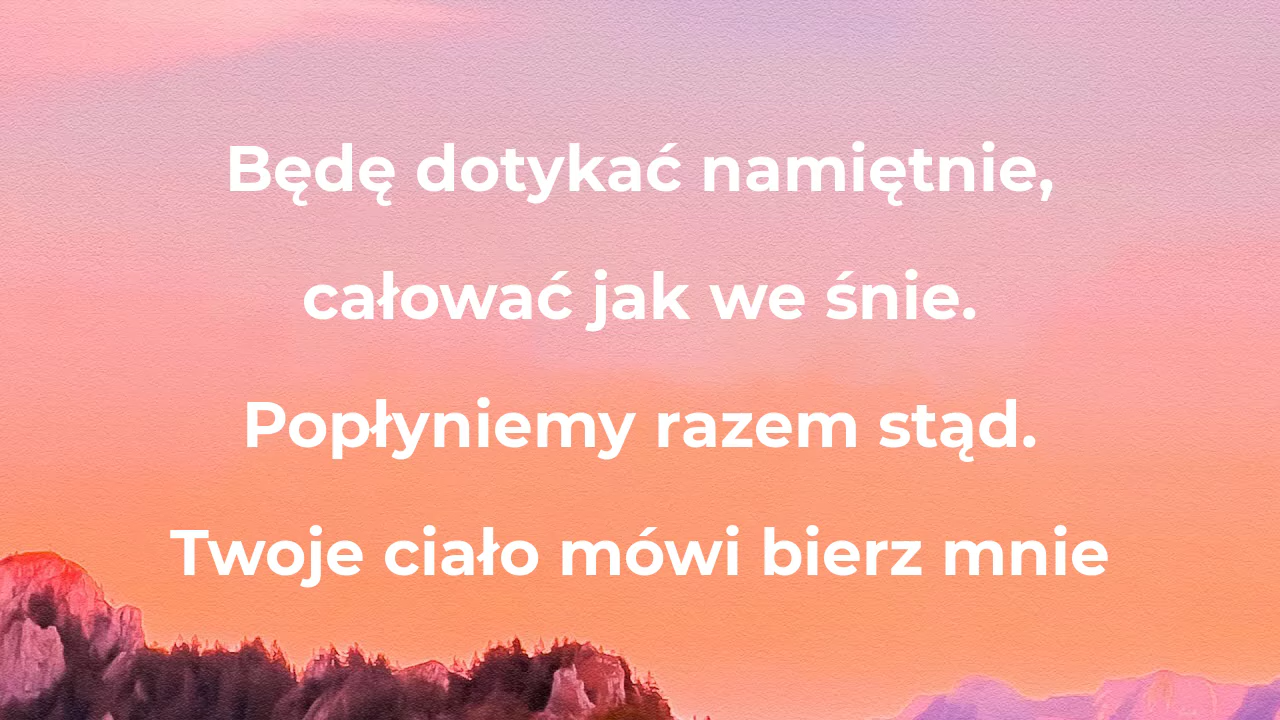 Będę dotykać namiętnie,
całować jak we śnie.
Popłyniemy razem stąd.
Twoje ciało mówi bierz mnie